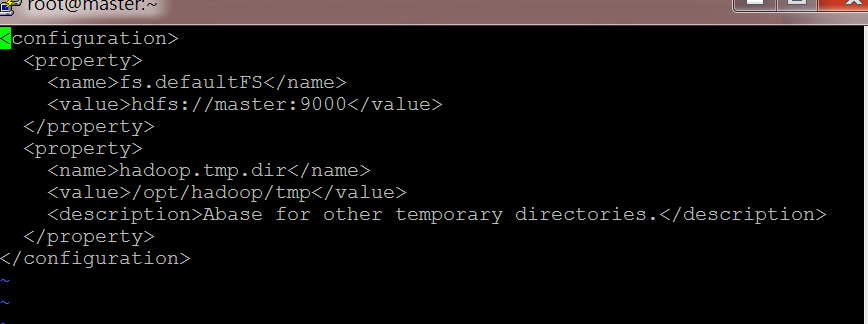 root@master:~
<configuration>
  <property>
    <name>fs.defaultFS</name>
    <value>hdfs://master:9000</value>
  </property>
  <property>
    <name>hadoop.tmp.dir</name>
    <value>/opt/hadoop/tmp</value>
    <description>Abase for other temporary directories.</description>
  </property>
</configuration>
~
~